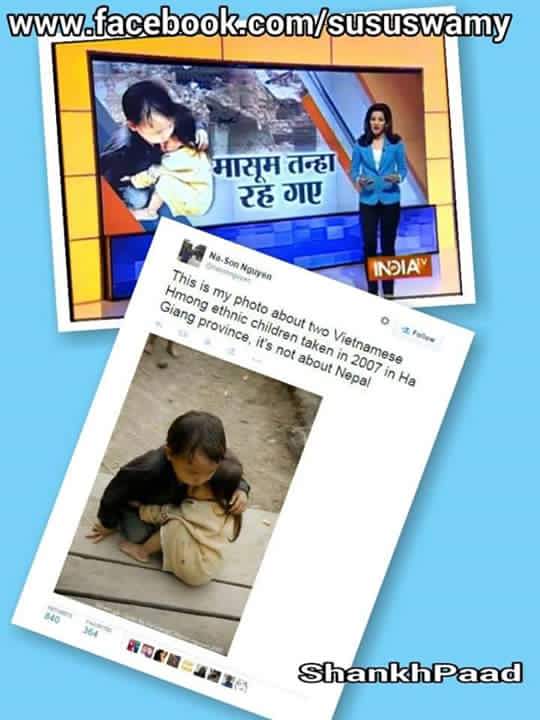 www.facebook.com/sususwamy
मासूम तन्हा
रह गए
INDIA TV
Na-Son Nguyen
Follow
This is my photo about two Vietnamese
Hmong ethnic children taken in 2007 in Ha
Giang province, it's not about Nepal
RETWEETS
FAVORITES
840
364
ShankhPaad